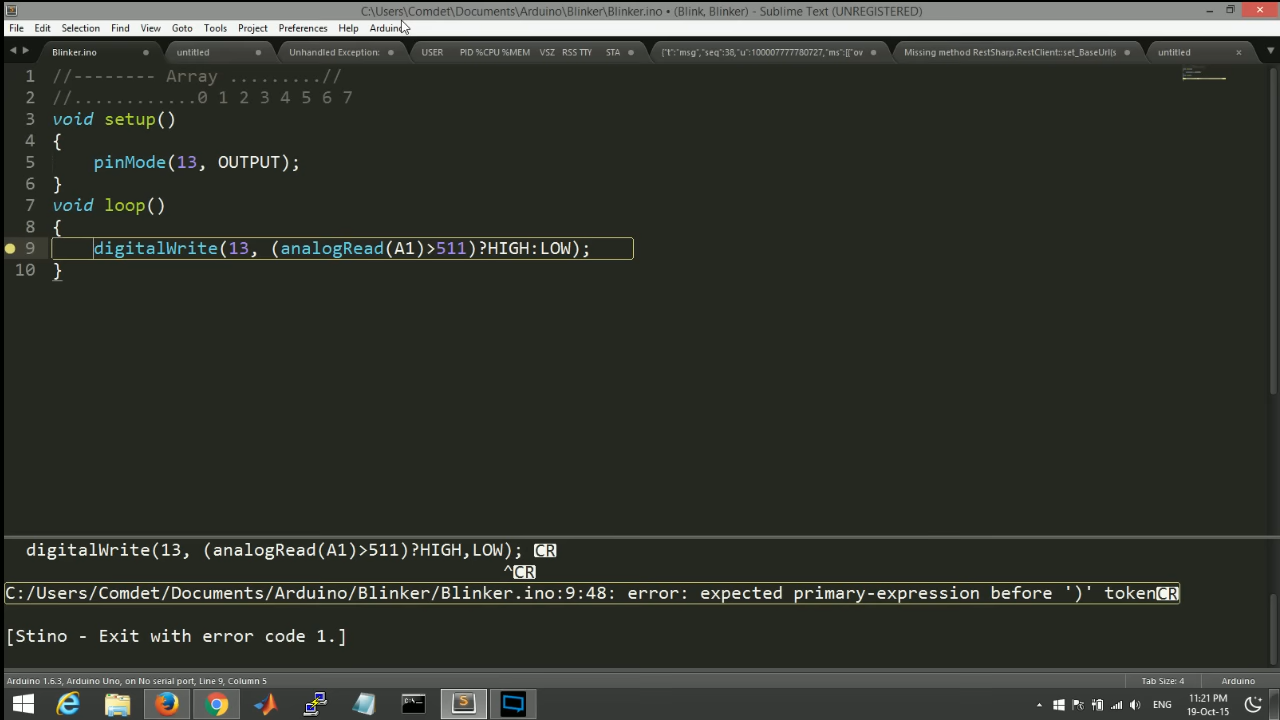 C:\Users\Comdet\Documents\Arduino\Blinker\Blinker.ino • (Blink, Blinker) - Sublime Text (UNREGISTERED)
File Edit Selection Find View Goto Tools Project Preferences Help Arduino
Blinker.ino untitled Unhandled Exception: USER PID %CPU %MEM VSZ RSS TTY STA {"t":"msg","seq":38,"u":100007777780727,"ms":[{"ov Missing method RestSharp.RestClient::set_BaseUrl(s untitled
1 //-------- Array .........//
2 //............0 1 2 3 4 5 6 7
3 void setup()
4 {
5 pinMode(13, OUTPUT);
6 }
7 void loop()
8 {
9 digitalWrite(13, (analogRead(A1)>511)?HIGH:LOW);
10 }
digitalWrite(13, (analogRead(A1)>511)?HIGH,LOW); CR
^CR
C:/Users/Comdet/Documents/Arduino/Blinker/Blinker.ino:9:48: error: expected primary-expression before ')' tokenCR
[Stino - Exit with error code 1.]
Arduino 1.6.3, Arduino Uno, on No serial port, Line 9, Column 5 Tab Size: 4 Arduino
ENG 11:21 PM
19-Oct-15